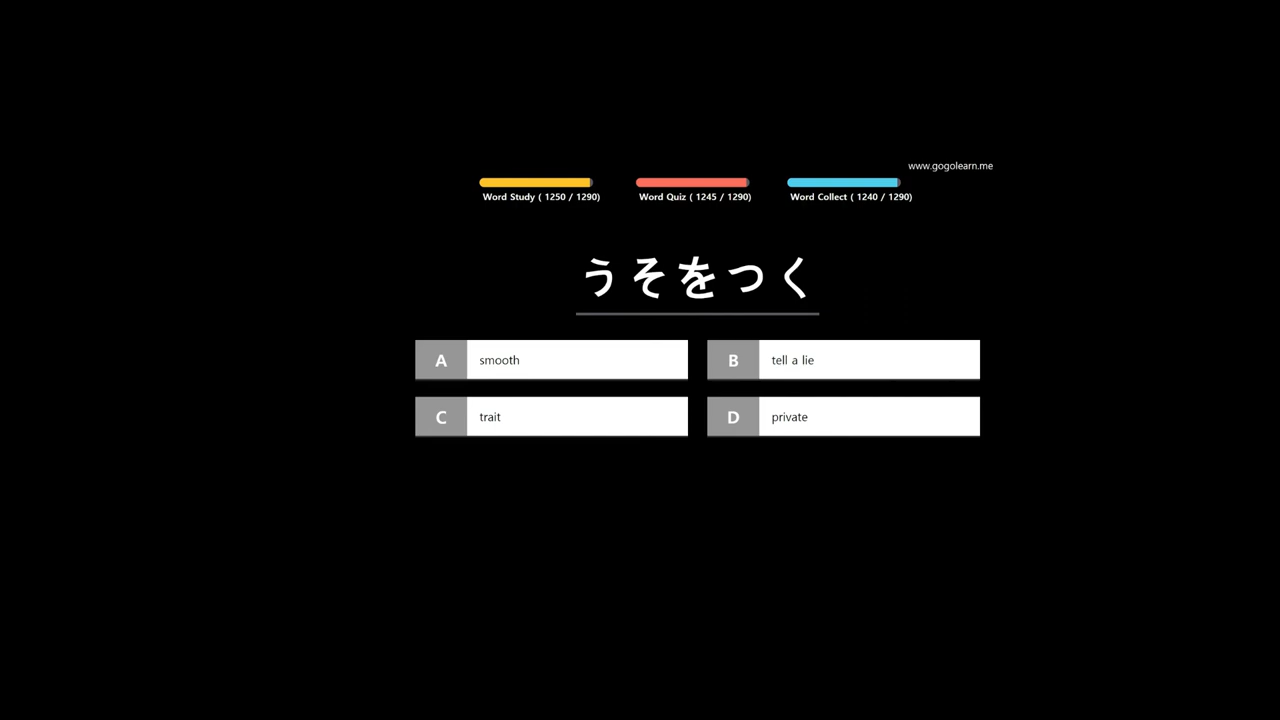 www.gogolearn.me
Word Study ( 1250 / 1290) Word Quiz ( 1245 / 1290) Word Collect ( 1240 / 1290)
うそをつく
A smooth B tell a lie
C trait D private